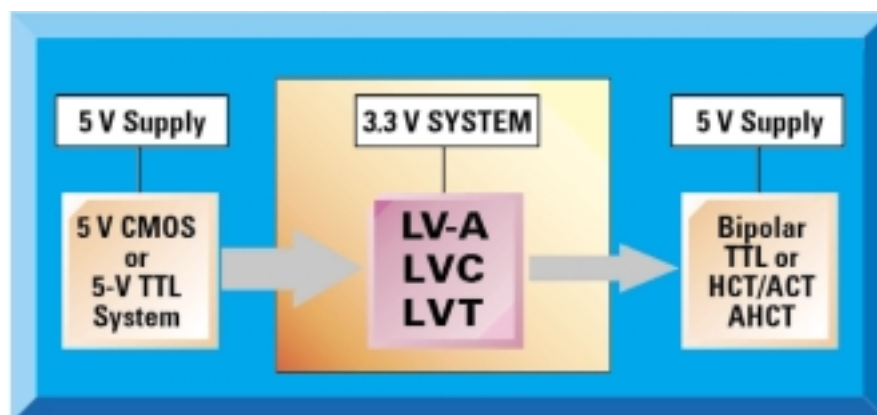 5 V Supply
3.3 V SYSTEM
5 V Supply
5 V CMOS
or
5-V TTL
System
LV-A
LVC
LVT
Bipolar
TTL or
HCT/ACT
AHCT